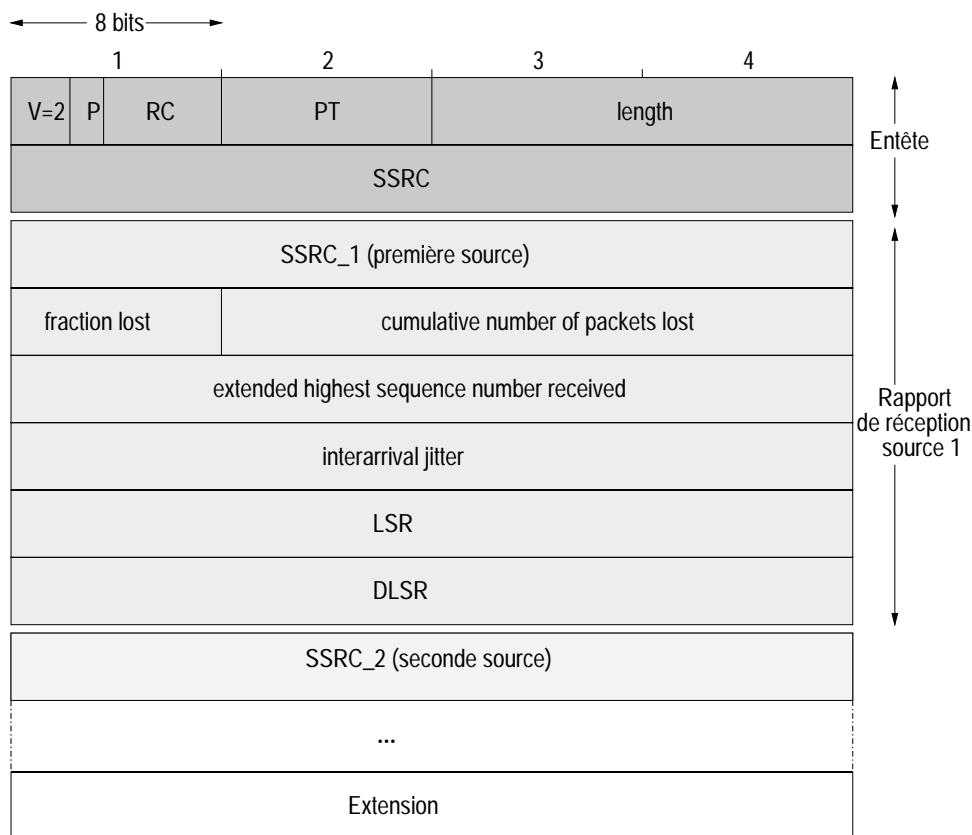 8 bits
1 2 3 4
V=2 P RC PT length
Entête
SSRC
SSRC_1 (première source)
fraction lost cumulative number of packets lost
extended highest sequence number received
Rapport
de réception
source 1
interarrival jitter
LSR
DLSR
SSRC_2 (seconde source)
...
Extension